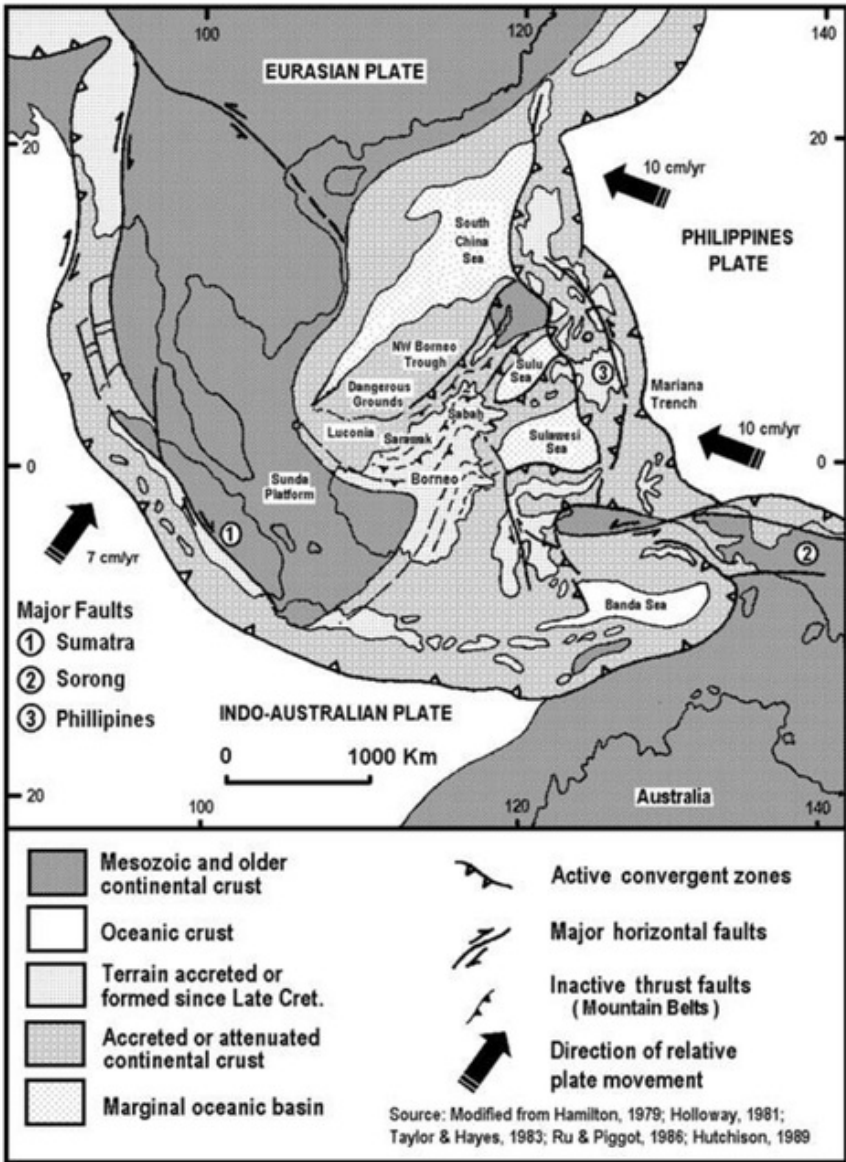 100
120
140
EURASIAN PLATE
20
20
10 cm/yr
South
China
Sea
PHILIPPINES
PLATE
NW Borneo
Trough
Sulu
Sea
3
Dangerous
Grounds
Mariana
Trench
Sabah
Luconia
Sarawak
Sulawesi
Sea
10 cm/yr
0
0
Sunda
Platform
Borneo
1
2
7 cm/yr
Banda Sea
Major Faults
1 Sumatra
2 Sorong
3 Phillipines
INDO-AUSTRALIAN PLATE
0 1000 Km
20
100
120
Australia
140
Mesozoic and older
continental crust
Oceanic crust
Terrain accreted or
formed since Late Cret.
Accreted or attenuated
continental crust
Marginal oceanic basin
Active convergent zones
Major horizontal faults
Inactive thrust faults
( Mountain Belts )
Direction of relative
plate movement
Source: Modified from Hamilton, 1979; Holloway, 1981;
Taylor & Hayes, 1983; Ru & Piggot, 1986; Hutchison, 1989